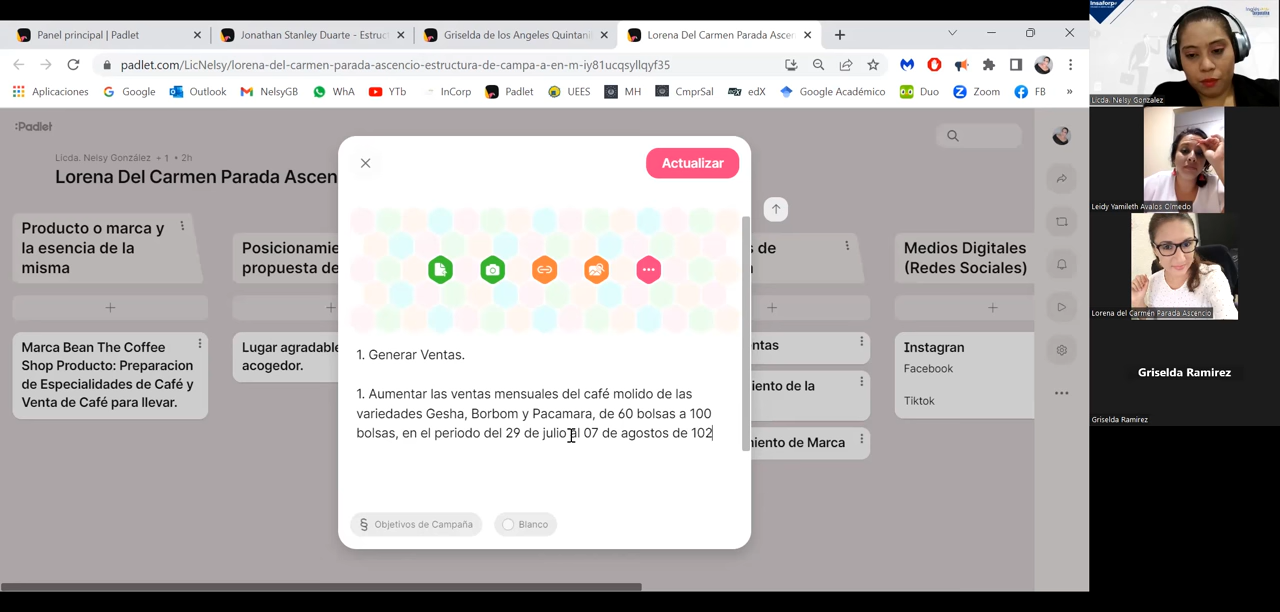 Panel principal | Padlet
Jonathan Stanley Duarte - Estruct
Griselda de los Angeles Quintanil
Lorena Del Carmen Parada Ascen
padlet.com/LicNelsy/lorena-del-carmen-parada-ascencio-estructura-de-campa-a-en-m-iy81ucqsyllqyf35
Aplicaciones
Google
Outlook
NelsyGB
WhA
YTb
InCorp
Padlet
UEES
MH
CmprSal
edX
Google Académico
Duo
Zoom
FB
»
:Padlet
Licda. Nelsy González + 1 • 2h
Lorena Del Carmen Parada Ascen
Producto o marca y
la esencia de la
misma
Posicionamie
propuesta de
s de
a
Medios Digitales
(Redes Sociales)
Marca Bean The Coffee
Shop Producto: Preparacion
de Especialidades de Café y
Venta de Café para llevar.
Lugar agradable
acogedor.
entas
iento de la
miento de Marca
Instagran
Facebook
Tiktok
Actualizar
1. Generar Ventas.
1. Aumentar las ventas mensuales del café molido de las
variedades Gesha, Borbom y Pacamara, de 60 bolsas a 100
bolsas, en el periodo del 29 de julio al 07 de agostos de 102
Objetivos de Campaña
Blanco
Insaforp
Licda. Nelsy González
Leidy Yamileth Avalos Olmedo
Lorena del Carmen Parada Ascencio
Griselda Ramirez
Griselda Ramirez